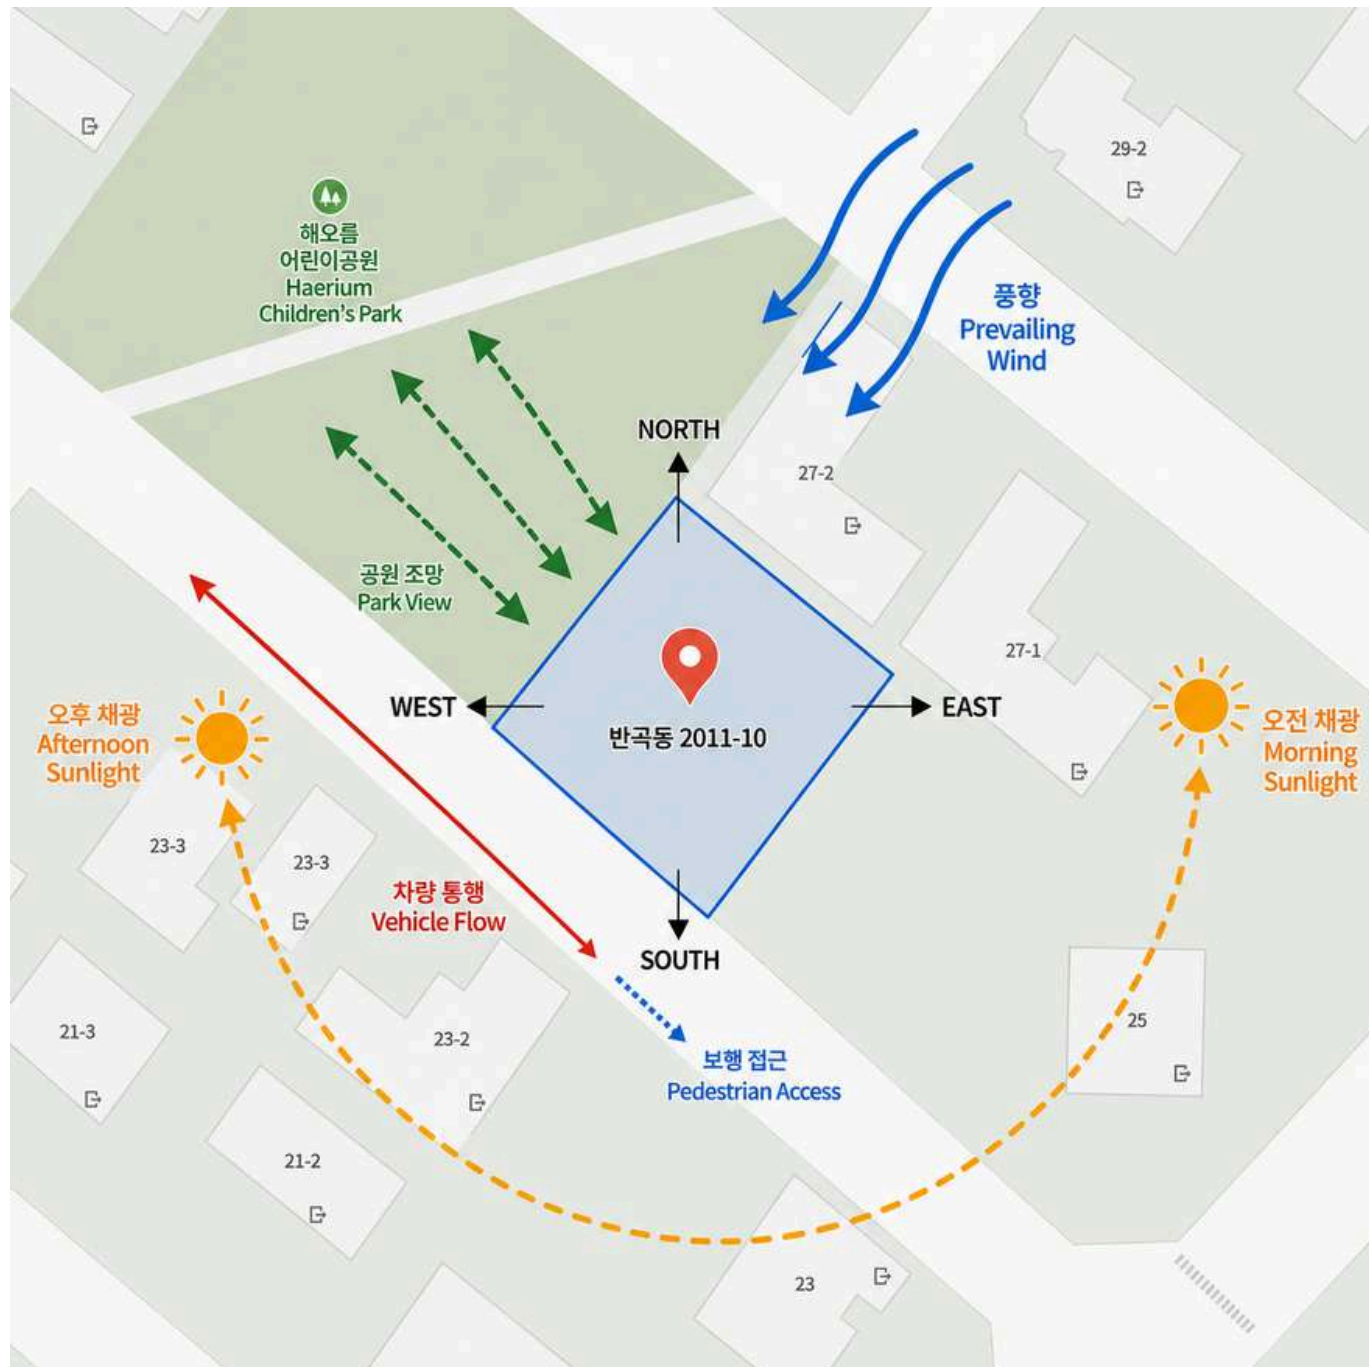 29-2
해오름
어린이공원
Haerium
Children's Park
풍향
Prevailing
Wind
NORTH
27-2
공원 조망
Park View
27-1
WEST
EAST
반곡동 2011-10
오후 채광
Afternoon
Sunlight
오전 채광
Morning
Sunlight
23-3
23-3
차량 통행
Vehicle Flow
SOUTH
21-3
23-2
25
보행 접근
Pedestrian Access
21-2
23